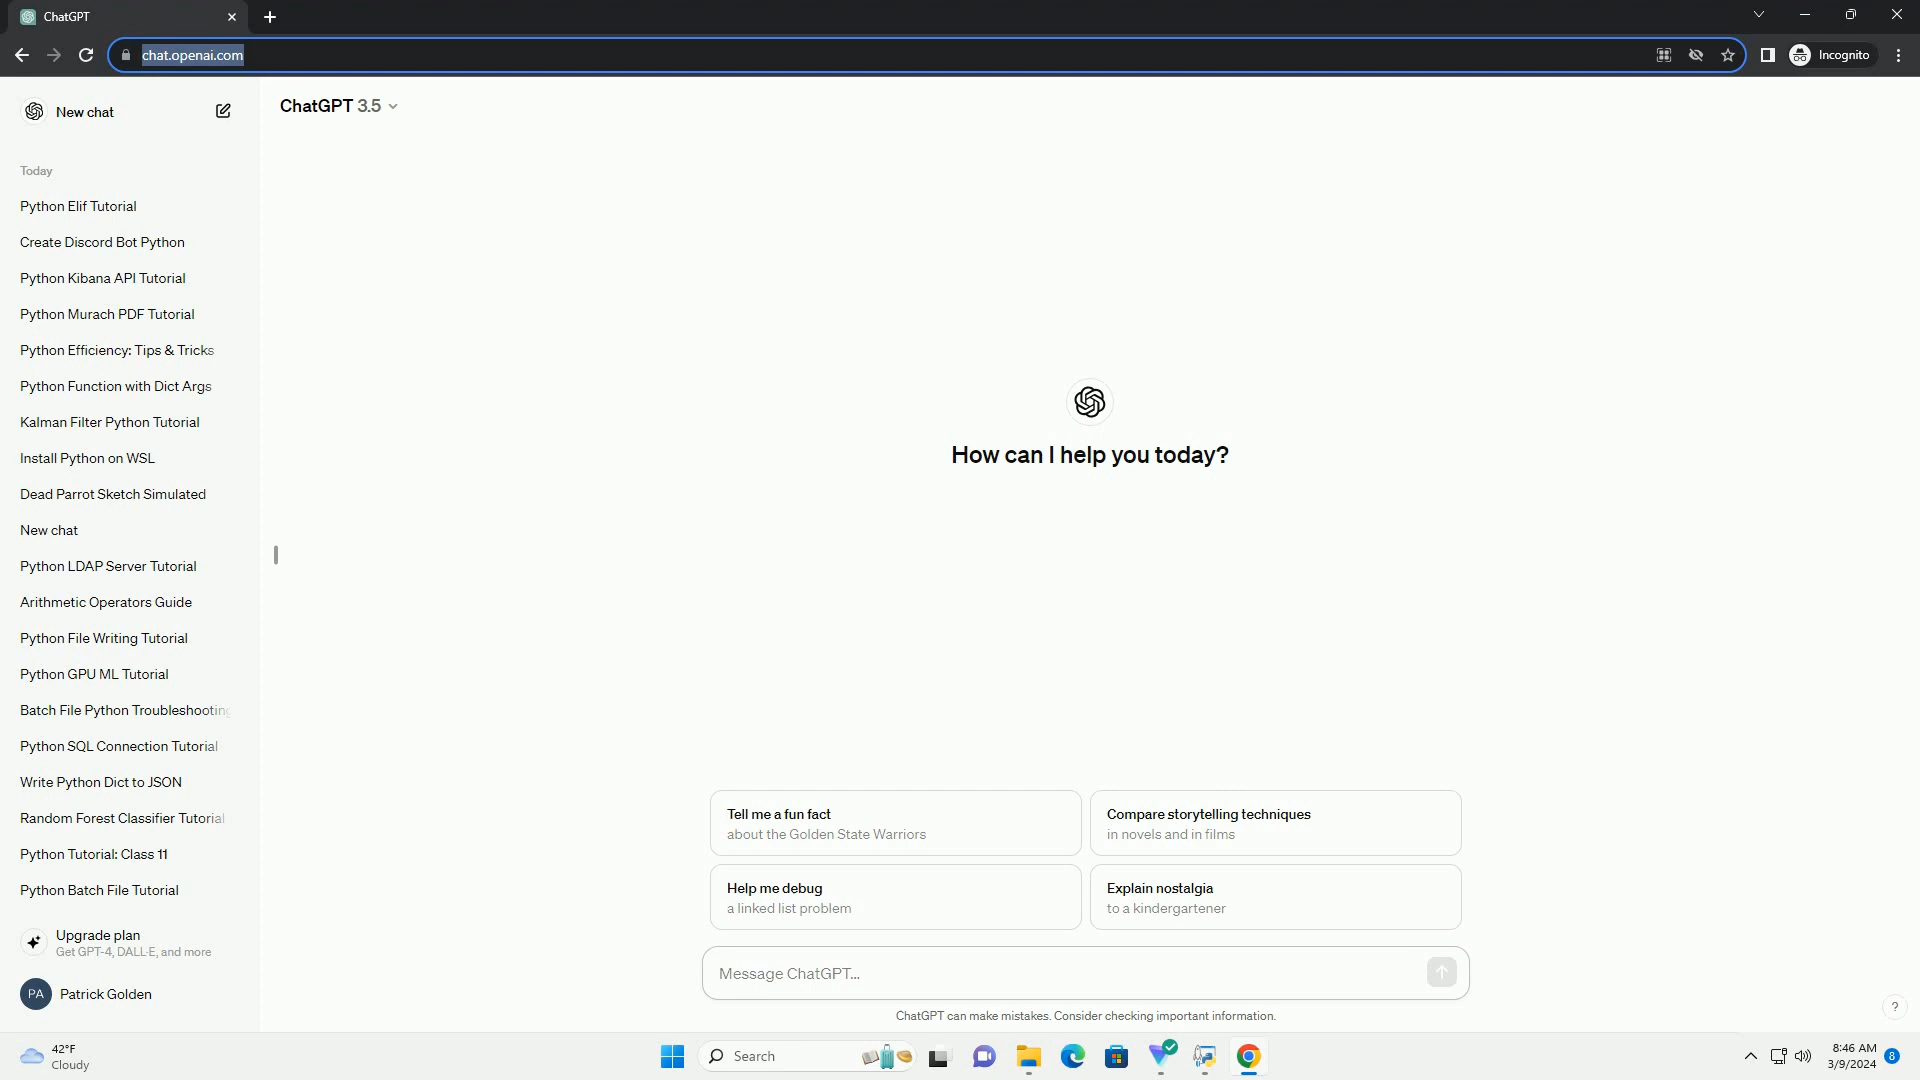 ChatGPT
chat.openai.com
Incognito
New chat
ChatGPT 3.5
Today
Python Elif Tutorial
Create Discord Bot Python
Python Kibana API Tutorial
Python Murach PDF Tutorial
Python Efficiency: Tips & Tricks
Python Function with Dict Args
Kalman Filter Python Tutorial
Install Python on WSL
Dead Parrot Sketch Simulated
New chat
Python LDAP Server Tutorial
Arithmetic Operators Guide
Python File Writing Tutorial
Python GPU ML Tutorial
Batch File Python Troubleshooting
Python SQL Connection Tutorial
Write Python Dict to JSON
Random Forest Classifier Tutorial
Python Tutorial: Class 11
Python Batch File Tutorial
Upgrade plan
Get GPT-4, DALL·E, and more
PA Patrick Golden
How can I help you today?
Tell me a fun fact
about the Golden State Warriors
Compare storytelling techniques
in novels and in films
Help me debug
a linked list problem
Explain nostalgia
to a kindergartener
Message ChatGPT...
ChatGPT can make mistakes. Consider checking important information.
?
42°F
Cloudy
Search
8:46 AM
3/9/2024
8